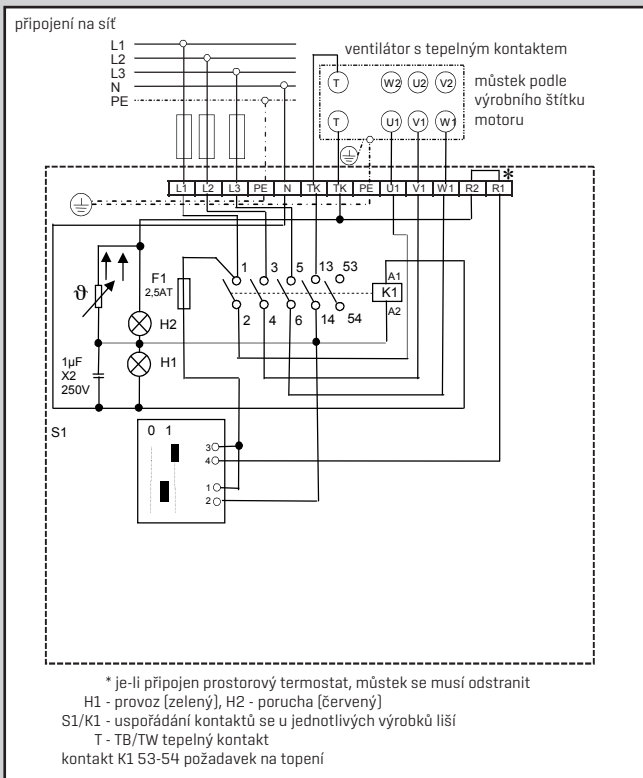 připojení na síť
L1
L2
L3
N
PE
ventilátor s tepelným kontaktem
můstek podle
výrobního štítku
motoru
T W2 U2 V2
T U1 V1 W1
*
L1 L2 L3 PE N TK TK PE U1 V1 W1 R2 R1
1 3 5 13 53
A1
F1
2,5AT
K1
ϑ
2 4 6 14 54
A2
H2
1µF
X2
250V
H1
S1
0 1
3
4
1
2
* je-li připojen prostorový termostat, můstek se musí odstranit
H1 - provoz (zelený), H2 - porucha (červený)
S1/K1 - uspořádání kontaktů se u jednotlivých výrobků liší
T - TB/TW tepelný kontakt
kontakt K1 53-54 požadavek na topení